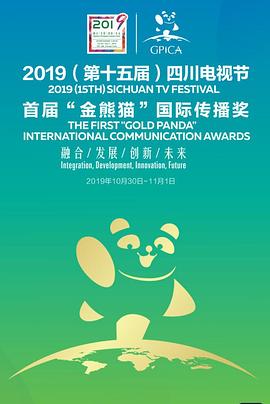 2019
GPICA
2019（第十五届）四川电视节
2019 (15TH) SICHUAN TV FESTIVAL
首届“金熊猫”国际传播奖
THE FIRST "GOLD PANDA"
INTERNATIONAL COMMUNICATION AWARDS
融合/发展/创新/未来
Integration, Development, Innovation, Future
2019年10月30日-11月1日